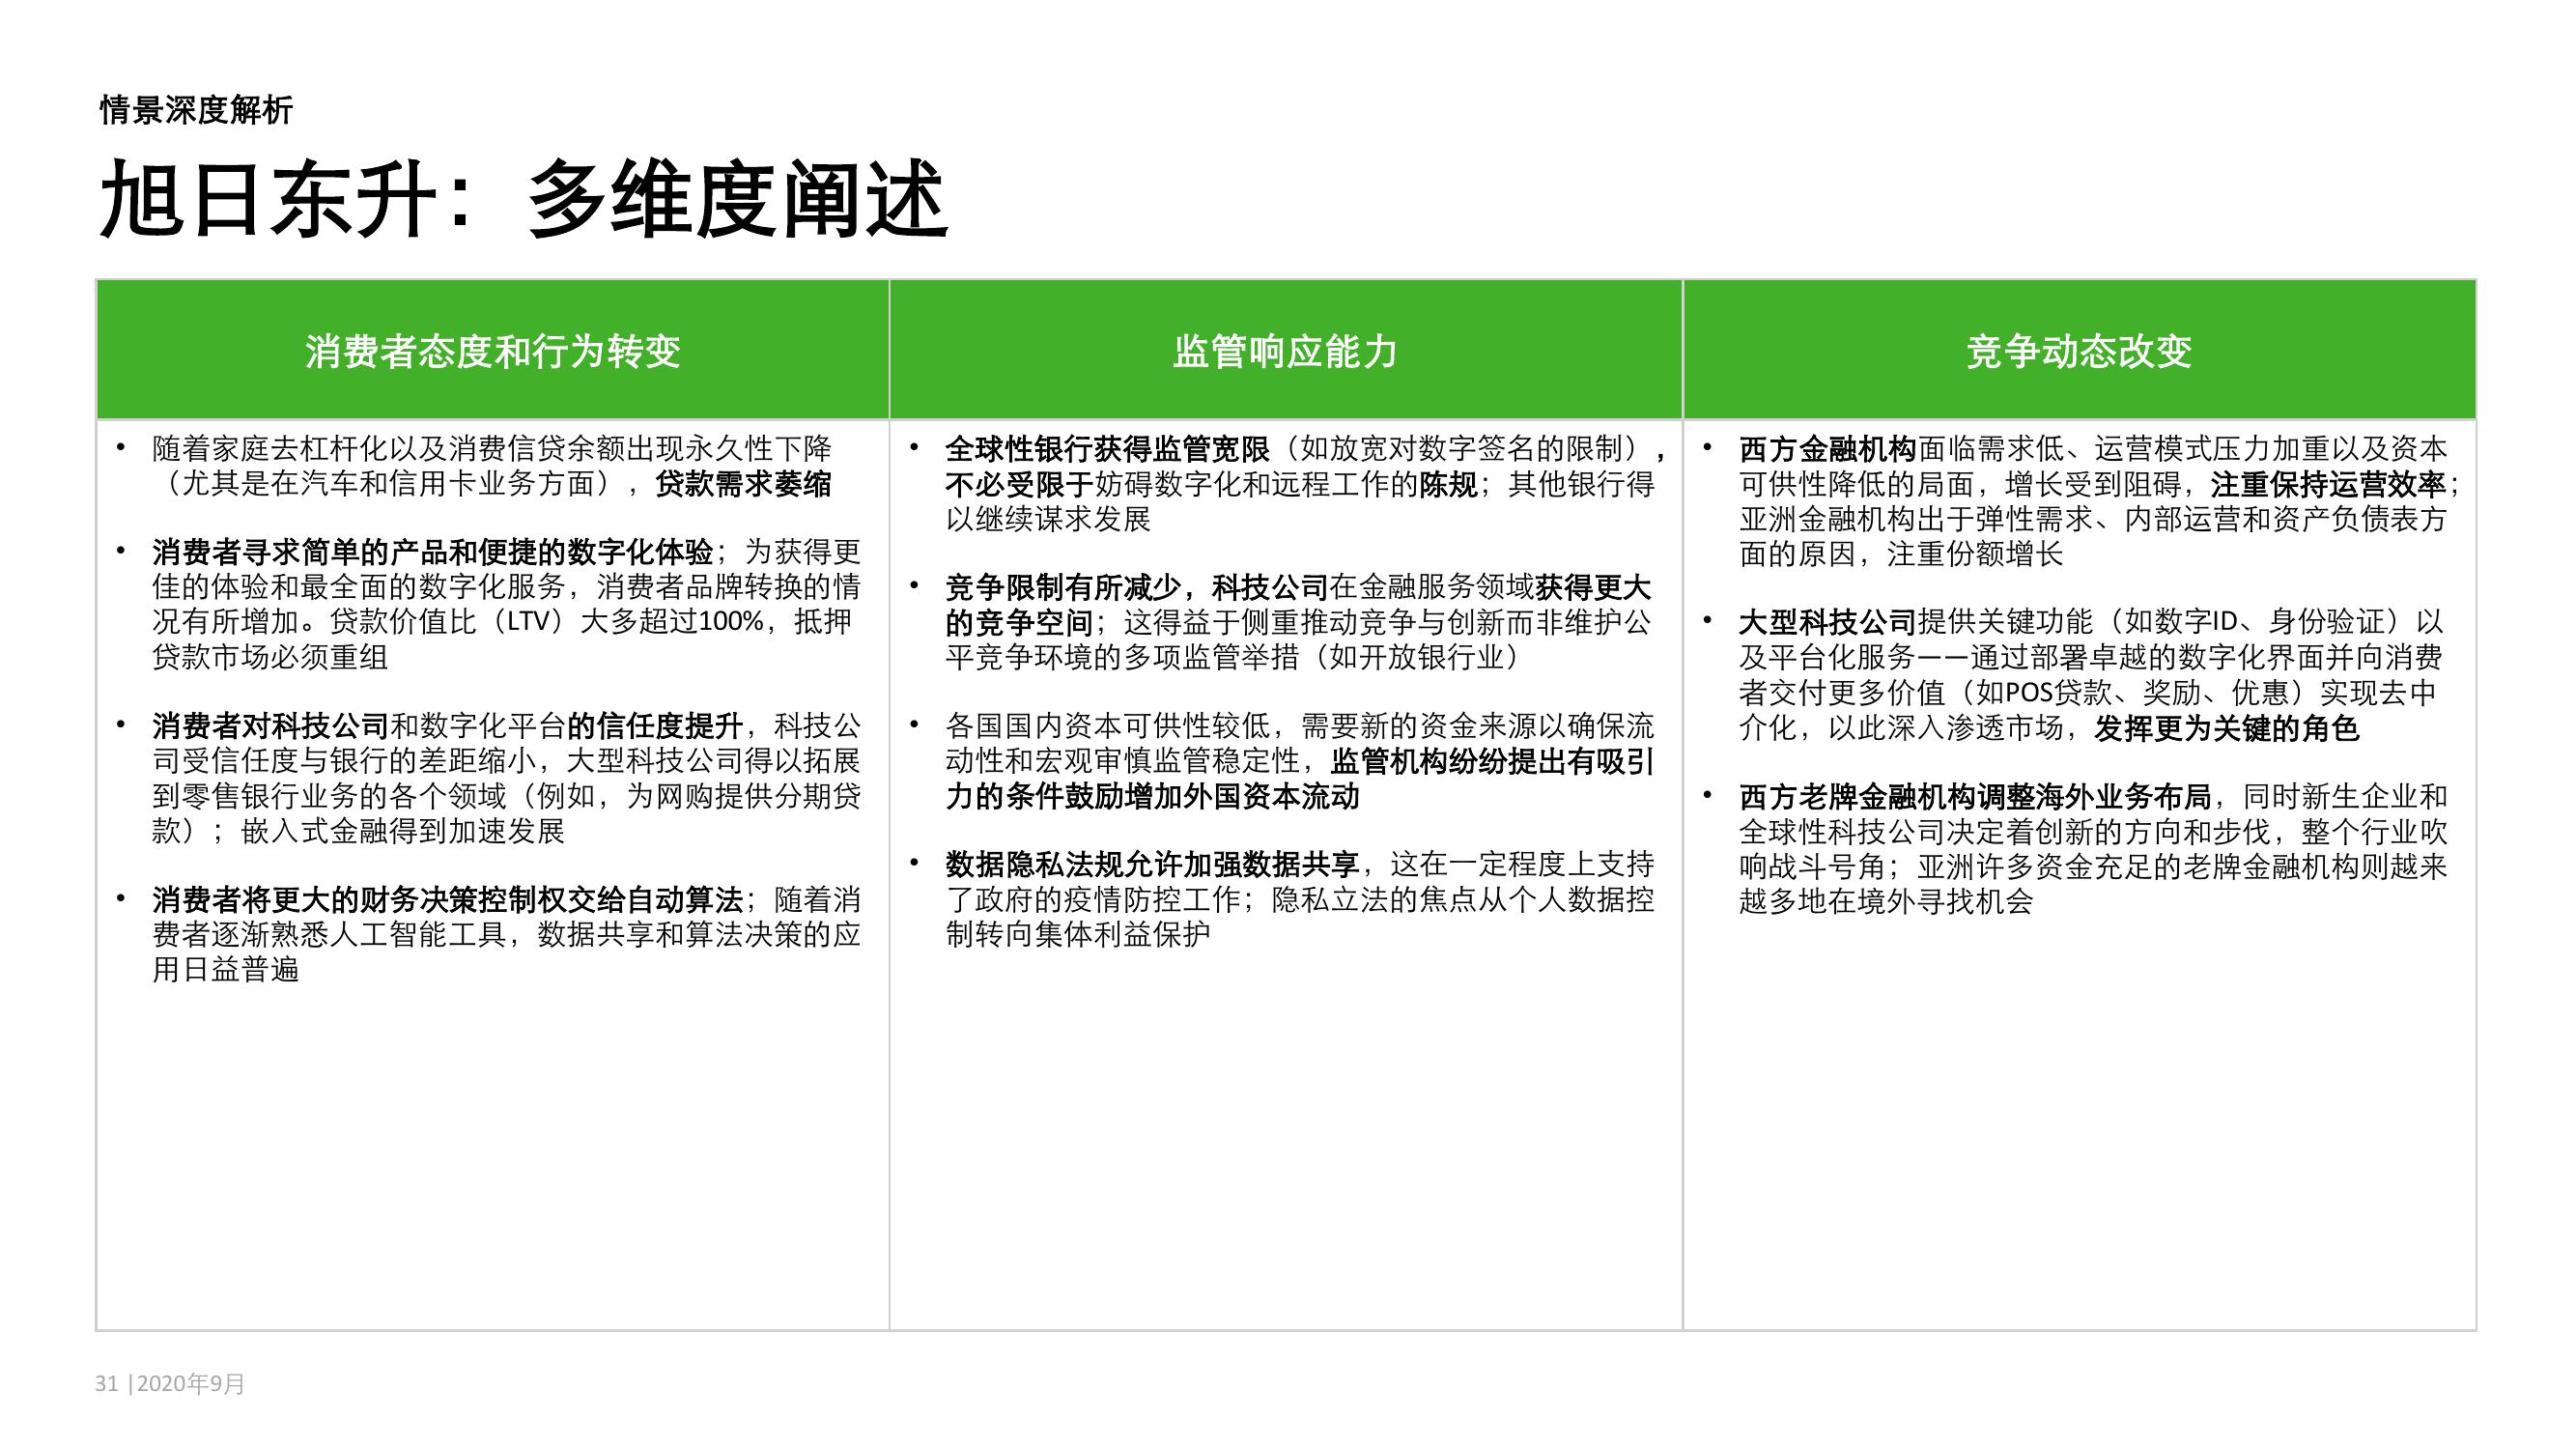 情景深度解析
旭日东升：多维度阐述
消费者态度和行为转变
• 随着家庭去杠杆化以及消费信贷余额出现永久性下降
（尤其是在汽车和信用卡业务方面），贷款需求萎缩
• 消费者寻求简单的产品和便捷的数字化体验；为获得更
佳的体验和最全面的数字化服务，消费者品牌转换的情
况有所增加。贷款价值比（LTV）大多超过100%，抵押
贷款市场必须重组
• 消费者对科技公司和数字化平台的信任度提升，科技公
司受信任度与银行的差距缩小，大型科技公司得以拓展
到零售银行业务的各个领域（例如，为网购提供分期贷
款）；嵌入式金融得到加速发展
• 消费者将更大的财务决策控制权交给自动算法；随着消
费者逐渐熟悉人工智能工具，数据共享和算法决策的应
用日益普遍
监管响应能力
• 全球性银行获得监管宽限（如放宽对数字签名的限制），
不必受限于妨碍数字化和远程工作的陈规；其他银行得
以继续谋求发展
• 竞争限制有所减少，科技公司在金融服务领域获得更大
的竞争空间；这得益于侧重推动竞争与创新而非维护公
平竞争环境的多项监管举措（如开放银行业）
• 各国国内资本可供性较低，需要新的资金来源以确保流
动性和宏观审慎监管稳定性，监管机构纷纷提出有吸引
力的条件鼓励增加外国资本流动
• 数据隐私法规允许加强数据共享，这在一定程度上支持
了政府的疫情防控工作；隐私立法的焦点从个人数据控
制转向集体利益保护
竞争动态改变
• 西方金融机构面临需求低、运营模式压力加重以及资本
可供性降低的局面，增长受到阻碍，注重保持运营效率；
亚洲金融机构出于弹性需求、内部运营和资产负债表方
面的原因，注重份额增长
• 大型科技公司提供关键功能（如数字ID、身份验证）以
及平台化服务——通过部署卓越的数字化界面并向消费
者交付更多价值（如POS贷款、奖励、优惠）实现去中
介化，以此深入渗透市场，发挥更为关键的角色
• 西方老牌金融机构调整海外业务布局，同时新生企业和
全球性科技公司决定着创新的方向和步伐，整个行业吹
响战斗号角；亚洲许多资金充足的老牌金融机构则越来
越多地在境外寻找机会
31 |2020年9月